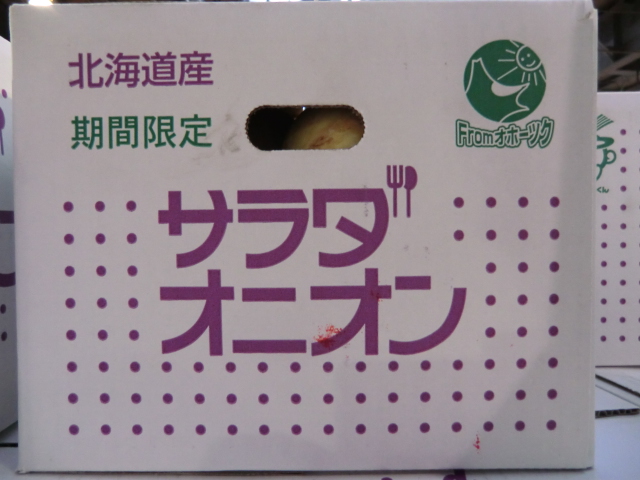 北海道産
期間限定
Fromオホーツク
サラダ
オニオン